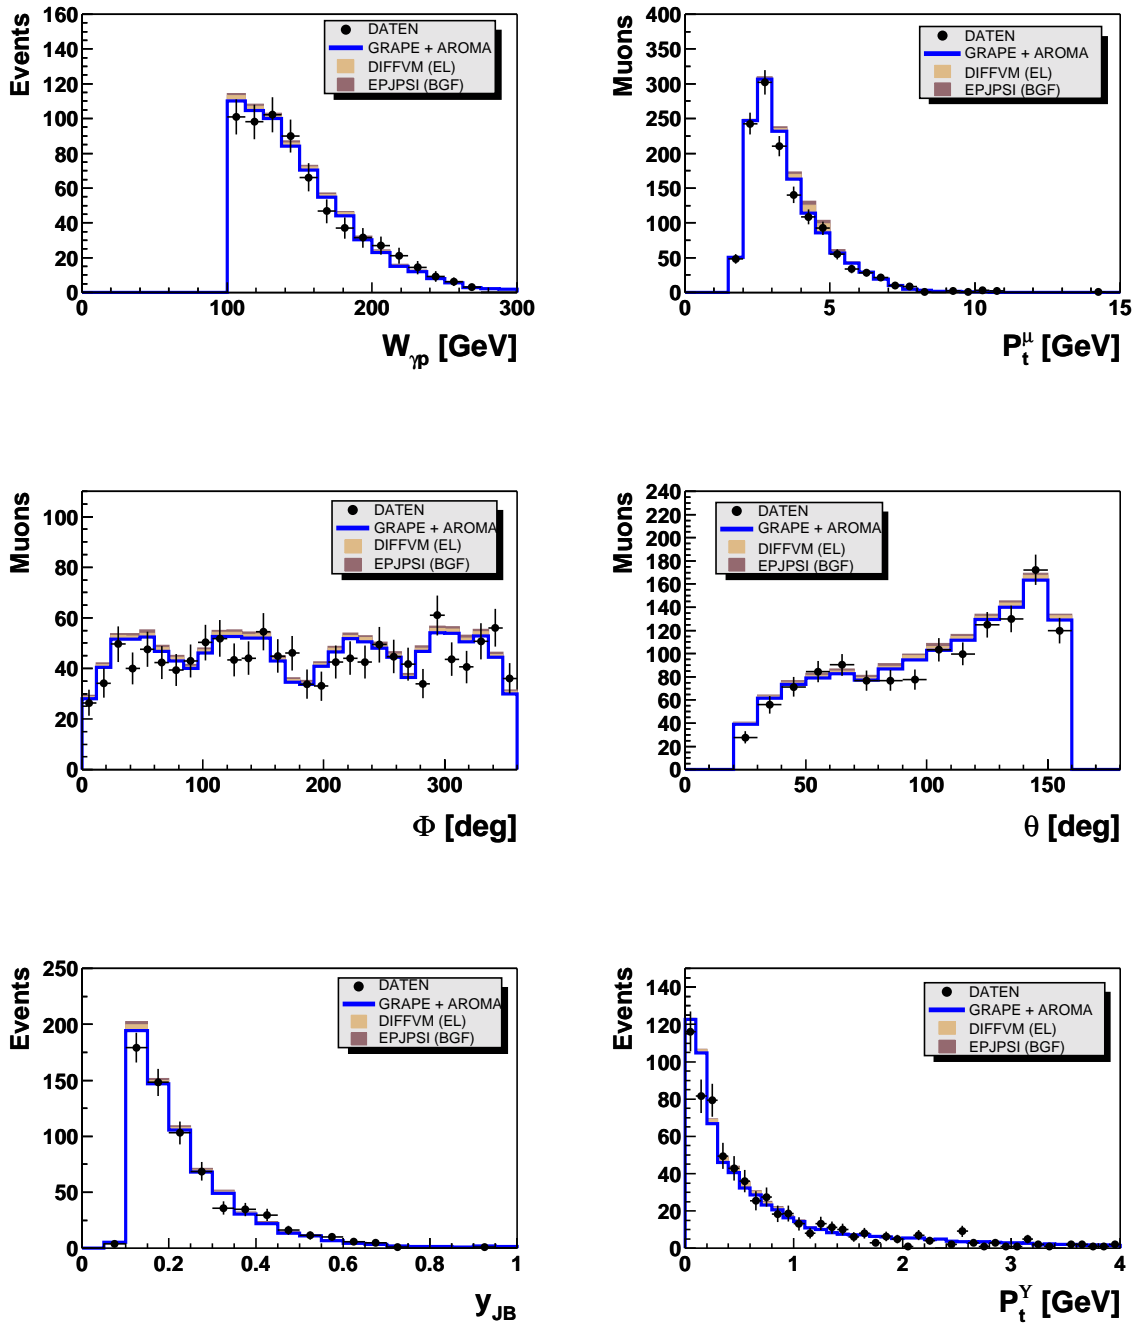 Events
160
140
120
100
80
60
40
20
0
0 100 200 300
W_γp [GeV]
DATEN
GRAPE + AROMA
DIFFVM (EL)
EPJPSI (BGF)
Muons
400
350
300
250
200
150
100
50
0
0 5 10 15
P_t^μ [GeV]
DATEN
GRAPE + AROMA
DIFFVM (EL)
EPJPSI (BGF)
Muons
100
80
60
40
20
0
0 100 200 300
Φ [deg]
DATEN
GRAPE + AROMA
DIFFVM (EL)
EPJPSI (BGF)
Muons
240
220
200
180
160
140
120
100
80
60
40
20
0
0 50 100 150
θ [deg]
DATEN
GRAPE + AROMA
DIFFVM (EL)
EPJPSI (BGF)
Events
250
200
150
100
50
0
0 0.2 0.4 0.6 0.8 1
y_JB
DATEN
GRAPE + AROMA
DIFFVM (EL)
EPJPSI (BGF)
Events
140
120
100
80
60
40
20
0
0 1 2 3 4
P_t^Y [GeV]
DATEN
GRAPE + AROMA
DIFFVM (EL)
EPJPSI (BGF)